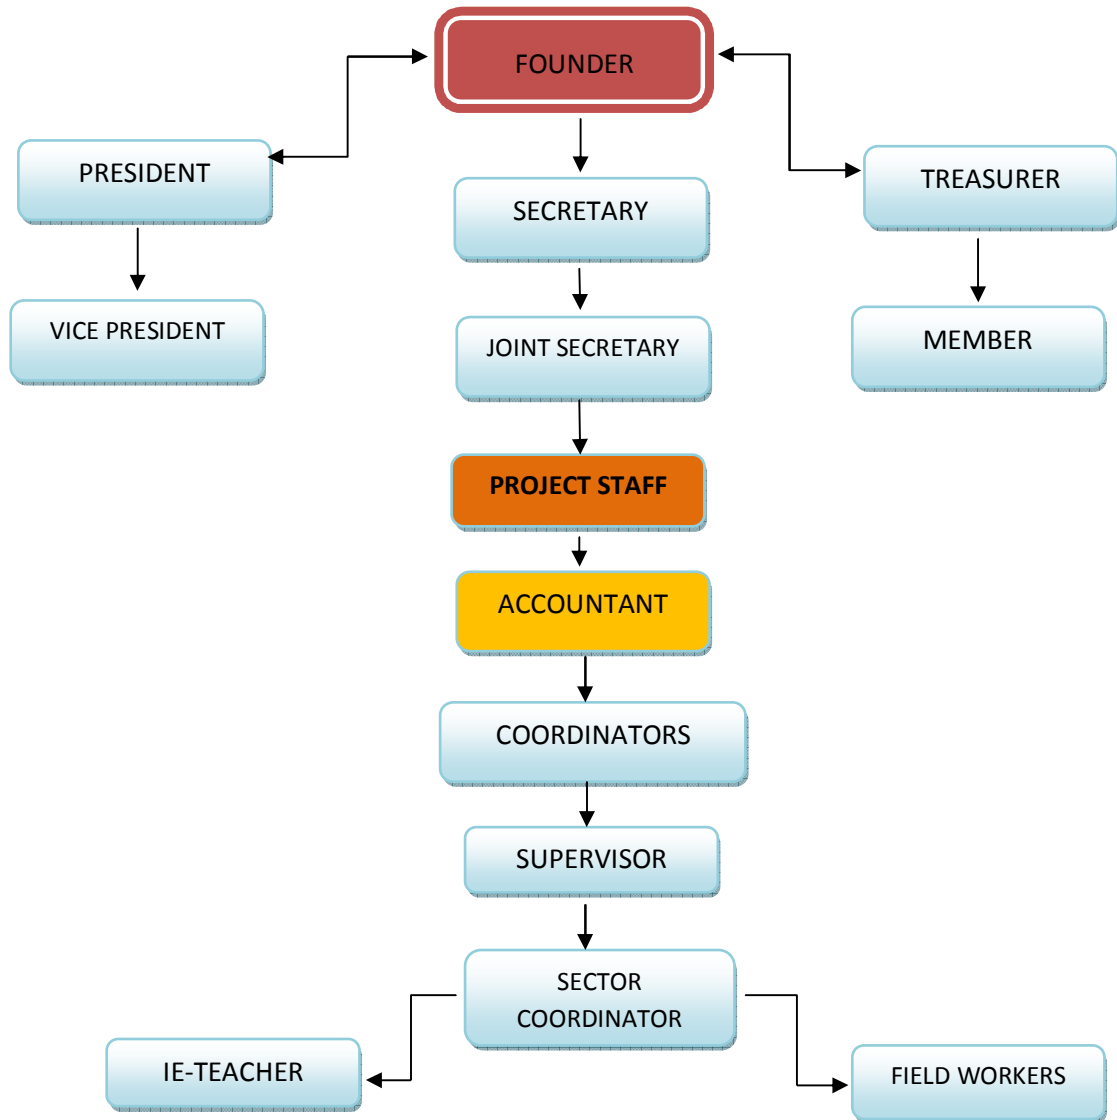 FOUNDER
PRESIDENT
TREASURER
SECRETARY
VICE PRESIDENT
JOINT SECRETARY
MEMBER
PROJECT STAFF
ACCOUNTANT
COORDINATORS
SUPERVISOR
SECTOR
COORDINATOR
IE-TEACHER
FIELD WORKERS